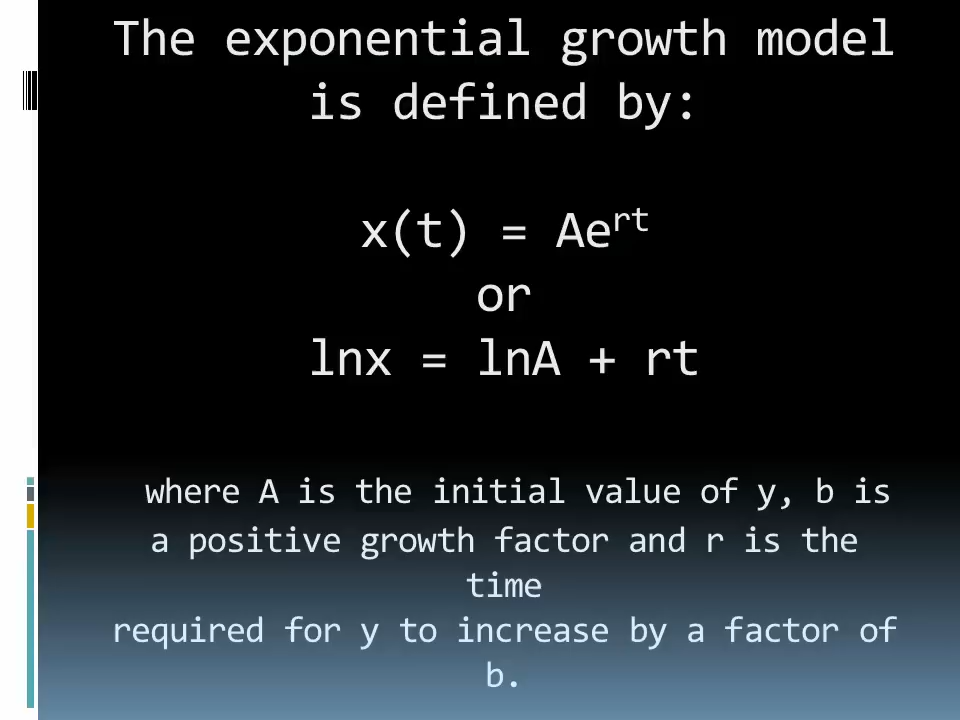 The exponential growth model
is defined by:
x(t) = Ae^rt
or
lnx = lnA + rt
where A is the initial value of y, b is
a positive growth factor and r is the
time
required for y to increase by a factor of
b.